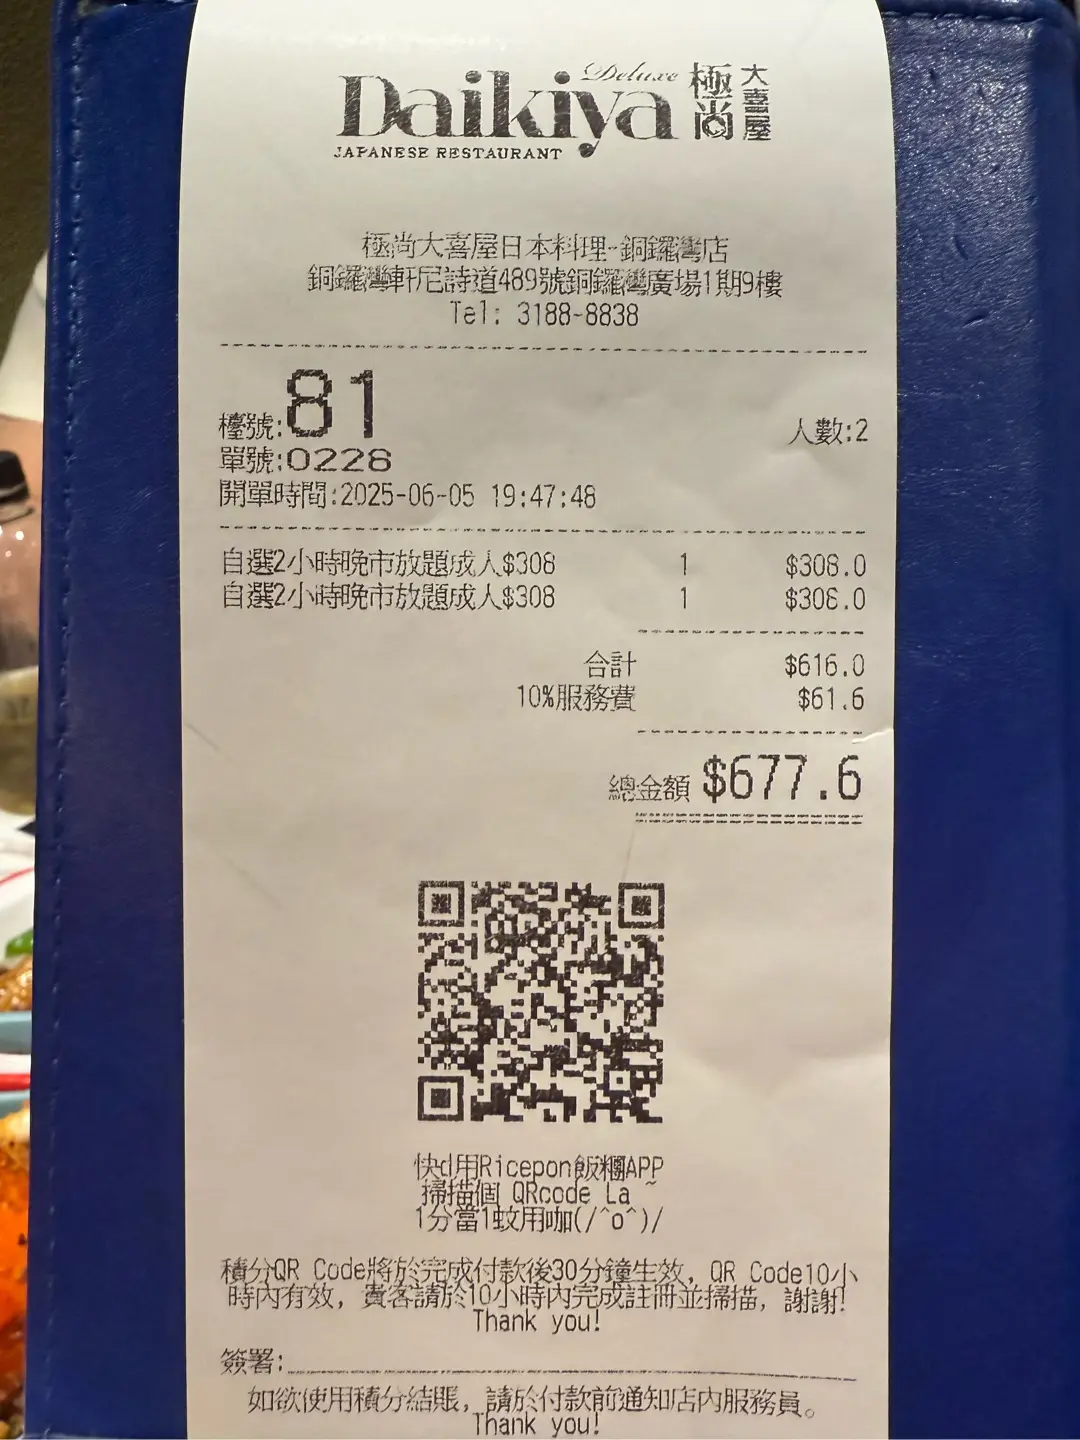 Daikiya Deluxe 極尚 大喜屋
JAPANESE RESTAURANT
極尚大喜屋日本料理-銅鑼灣店
銅鑼灣軒尼詩道489號銅鑼灣廣場1期9樓
Tel: 3188-8838
檯號:81 人數:2
單號:0228
開單時間:2025-06-05 19:47:48
自選2小時晚市放題成人$308 1 $308.0
自選2小時晚市放題成人$308 1 $308.0
合計 $616.0
10%服務費 $61.6
總金額 $677.6
快d用Ricepon飯糰APP
掃描個 QRcode La ~
1分當1蚊用咖(/^o^)/
積分QR Code將於完成付款後30分鐘生效, QR Code10小
時內有效, 貴客請於10小時內完成註冊並掃描, 謝謝!
Thank you!
簽署:
如欲使用積分結賬, 請於付款前通知店內服務員。
Thank you!